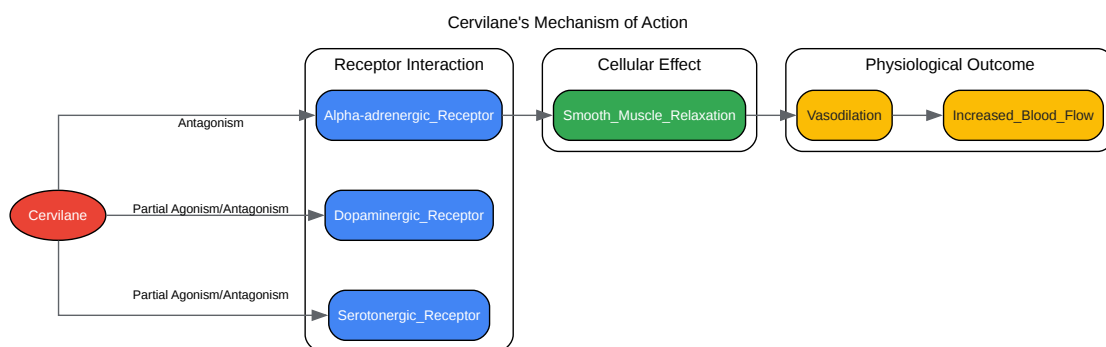 Cervilane's Mechanism of Action
Receptor Interaction
Cellular Effect
Physiological Outcome
Alpha-adrenergic_Receptor
Smooth_Muscle_Relaxation
Vasodilation
Increased_Blood_Flow
Antagonism
Cervilane
Partial Agonism/Antagonism
Dopaminergic_Receptor
Partial Agonism/Antagonism
Serotonergic_Receptor